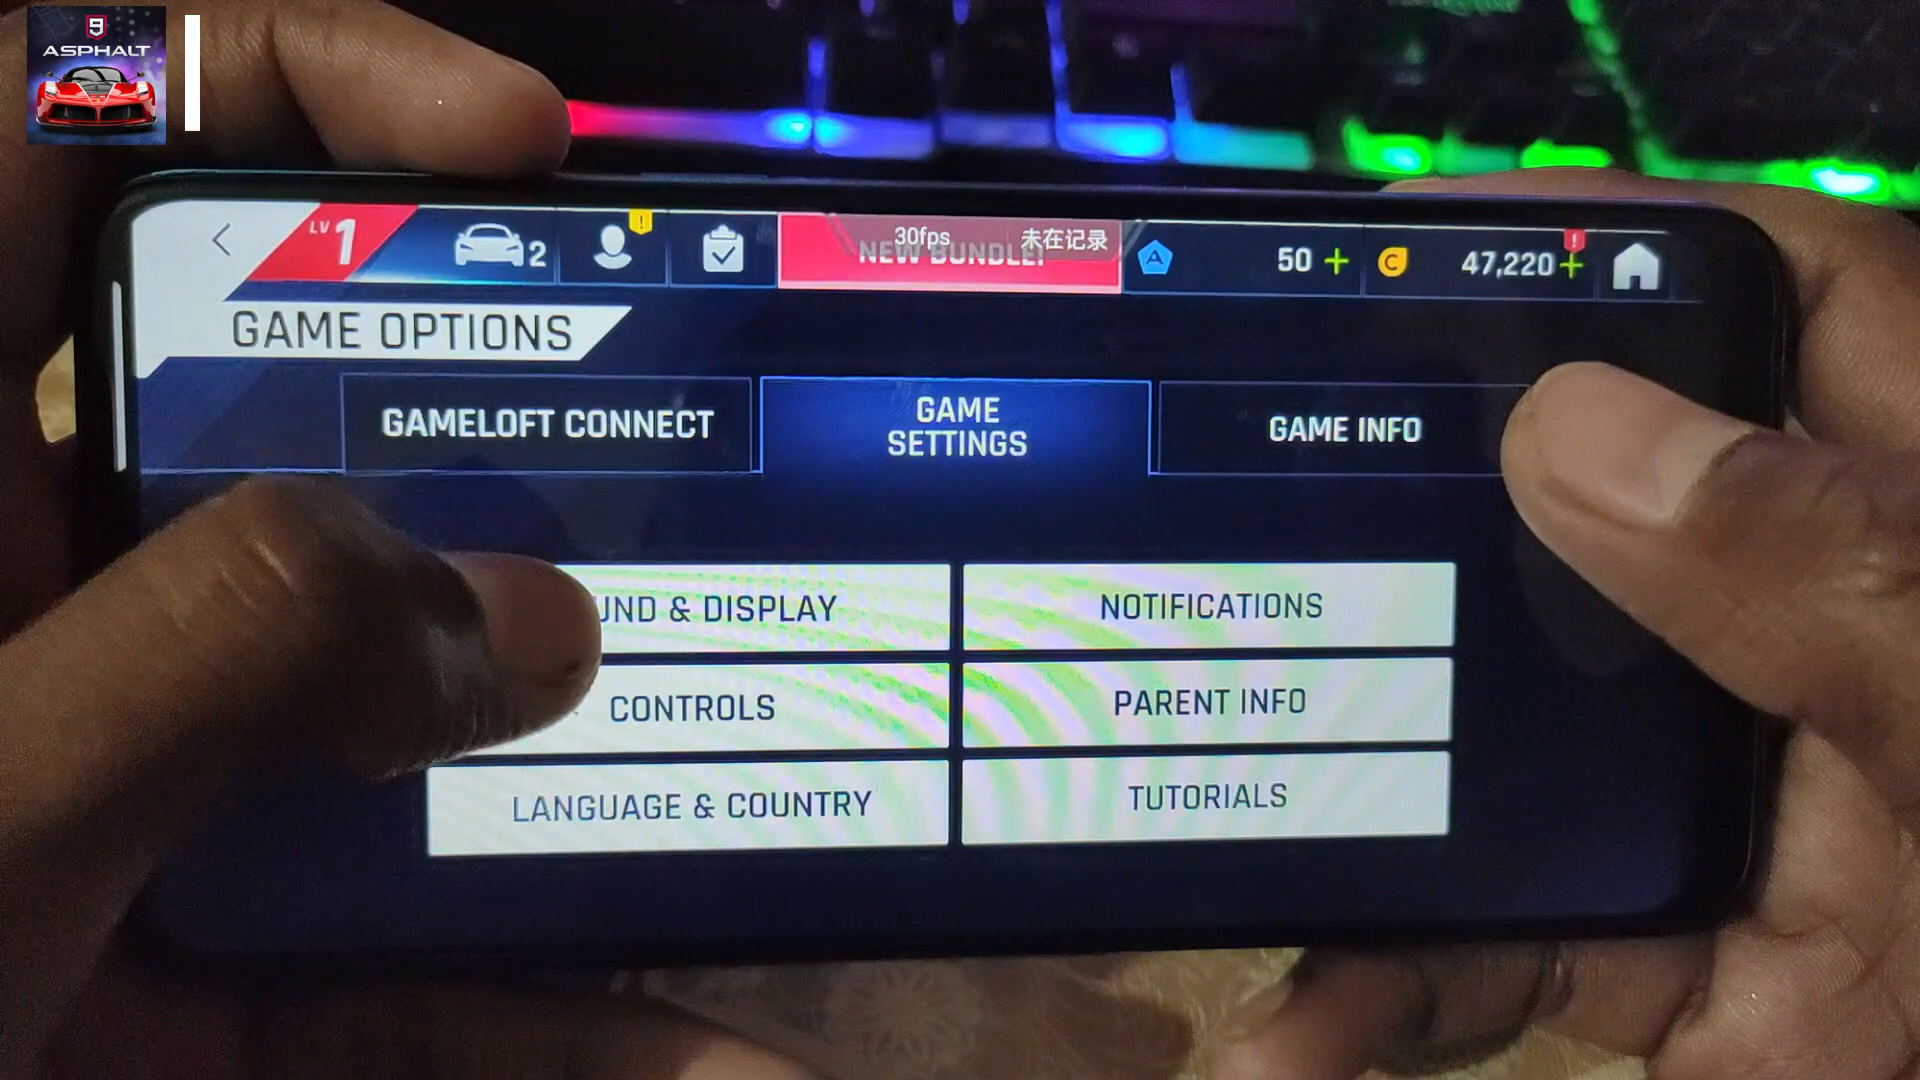 9
ASPHALT
LV 1
2
!
NEW BUNDLE!
30fps 未在记录
A
50 +
C
47,220 +
!
GAME OPTIONS
GAMELOFT CONNECT
GAME
SETTINGS
GAME INFO
UND & DISPLAY
NOTIFICATIONS
CONTROLS
PARENT INFO
LANGUAGE & COUNTRY
TUTORIALS